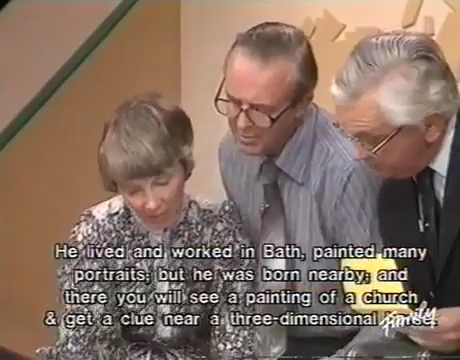 He lived and worked in Bath, painted many
portraits; but he was born nearby; and
there you will see a painting of a church
& get a clue near a three-dimensional
Family